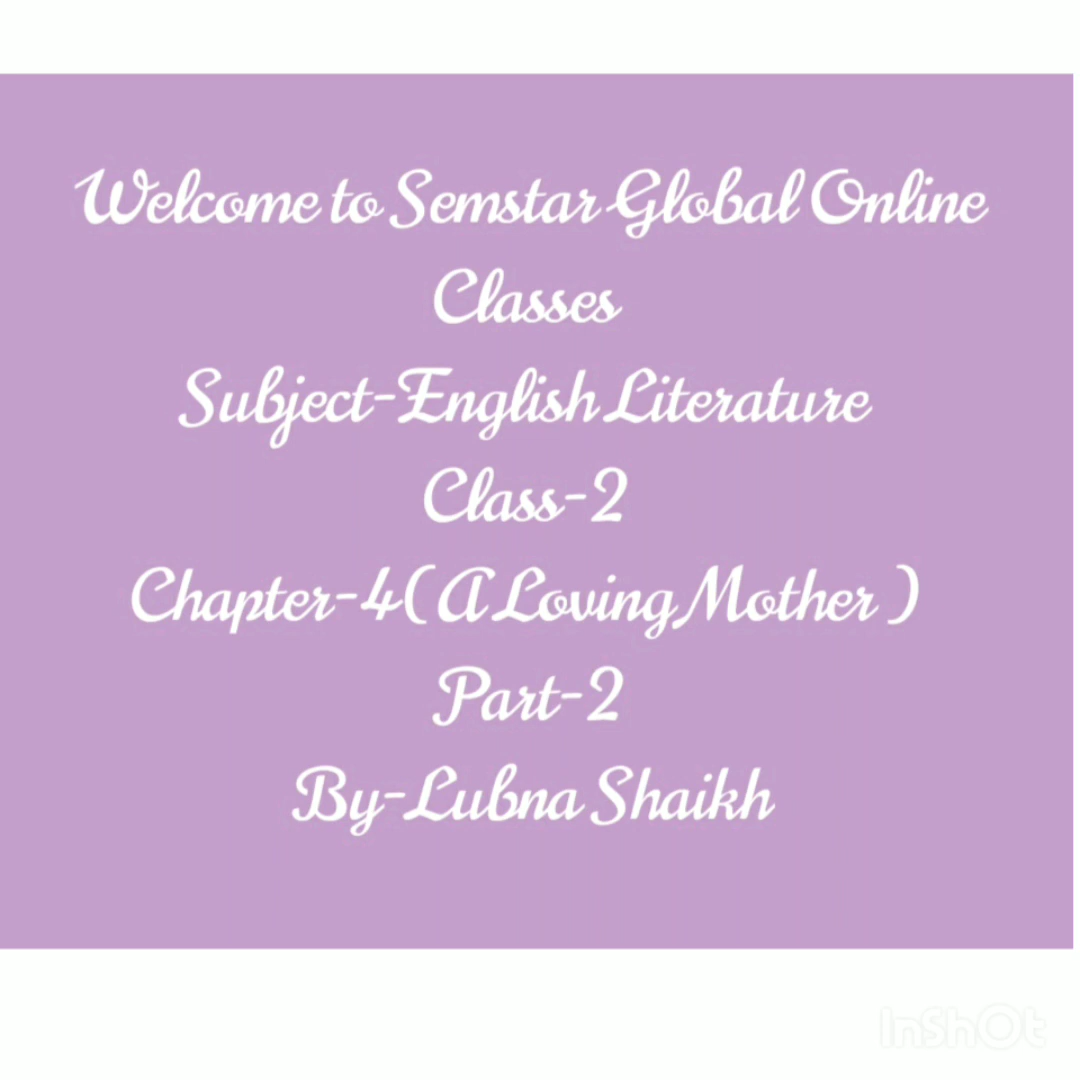 Welcome to Semstar Global Online
Classes
Subject-English Literature
Class-2
Chapter-4( A Loving Mother )
Part-2
By-Lubna Shaikh
InShOt